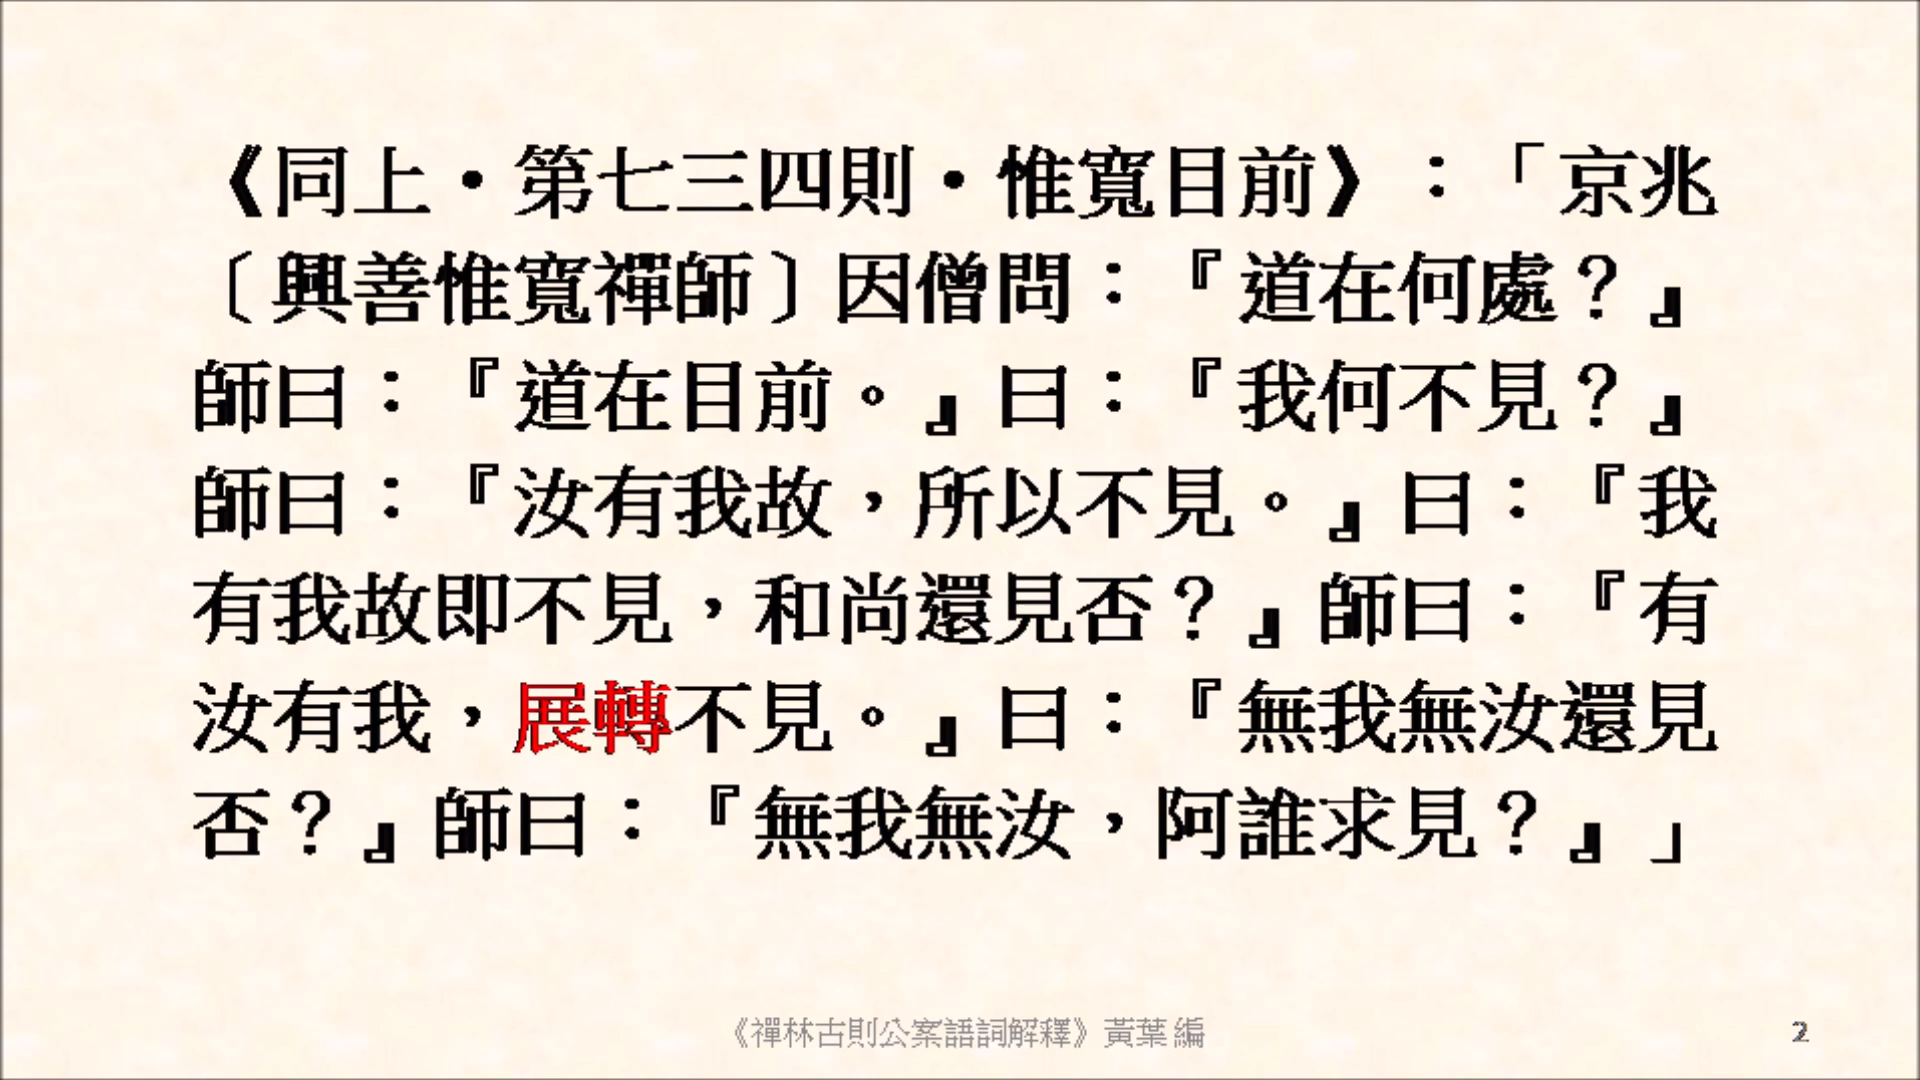 《同上·第七三四則·惟寬目前》：「京兆
〔興善惟寬禪師〕因僧問：『道在何處？』
師曰：『道在目前。』曰：『我何不見？』
師曰：『汝有我故，所以不見。』曰：『我
有我故即不見，和尚還見否？』師曰：『有
汝有我，展轉不見。』曰：『無我無汝還見
否？』師曰：『無我無汝，阿誰求見？』」
《禪林古則公案語詞解釋》黃葉 編
2